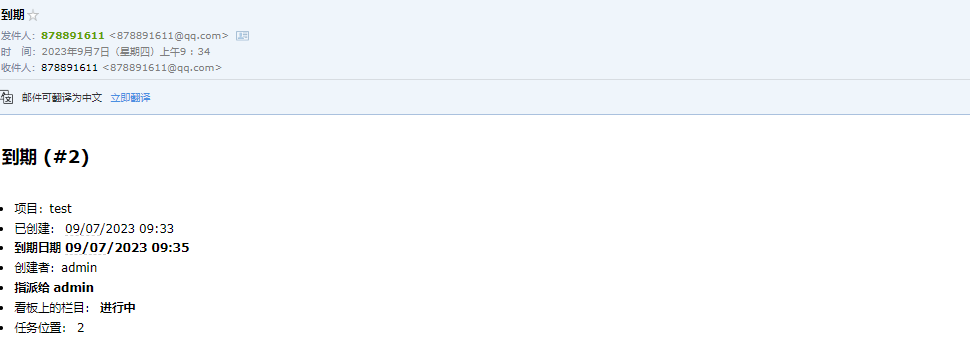 到期
发件人：878891611 <878891611@qq.com>
时　间：2023年9月7日（星期四）上午9：34
收件人：878891611 <878891611@qq.com>
邮件可翻译为中文 立即翻译
到期 (#2)
项目：test
已创建： 09/07/2023 09:33
到期日期 09/07/2023 09:35
创建者：admin
指派给 admin
看板上的栏目： 进行中
任务位置： 2